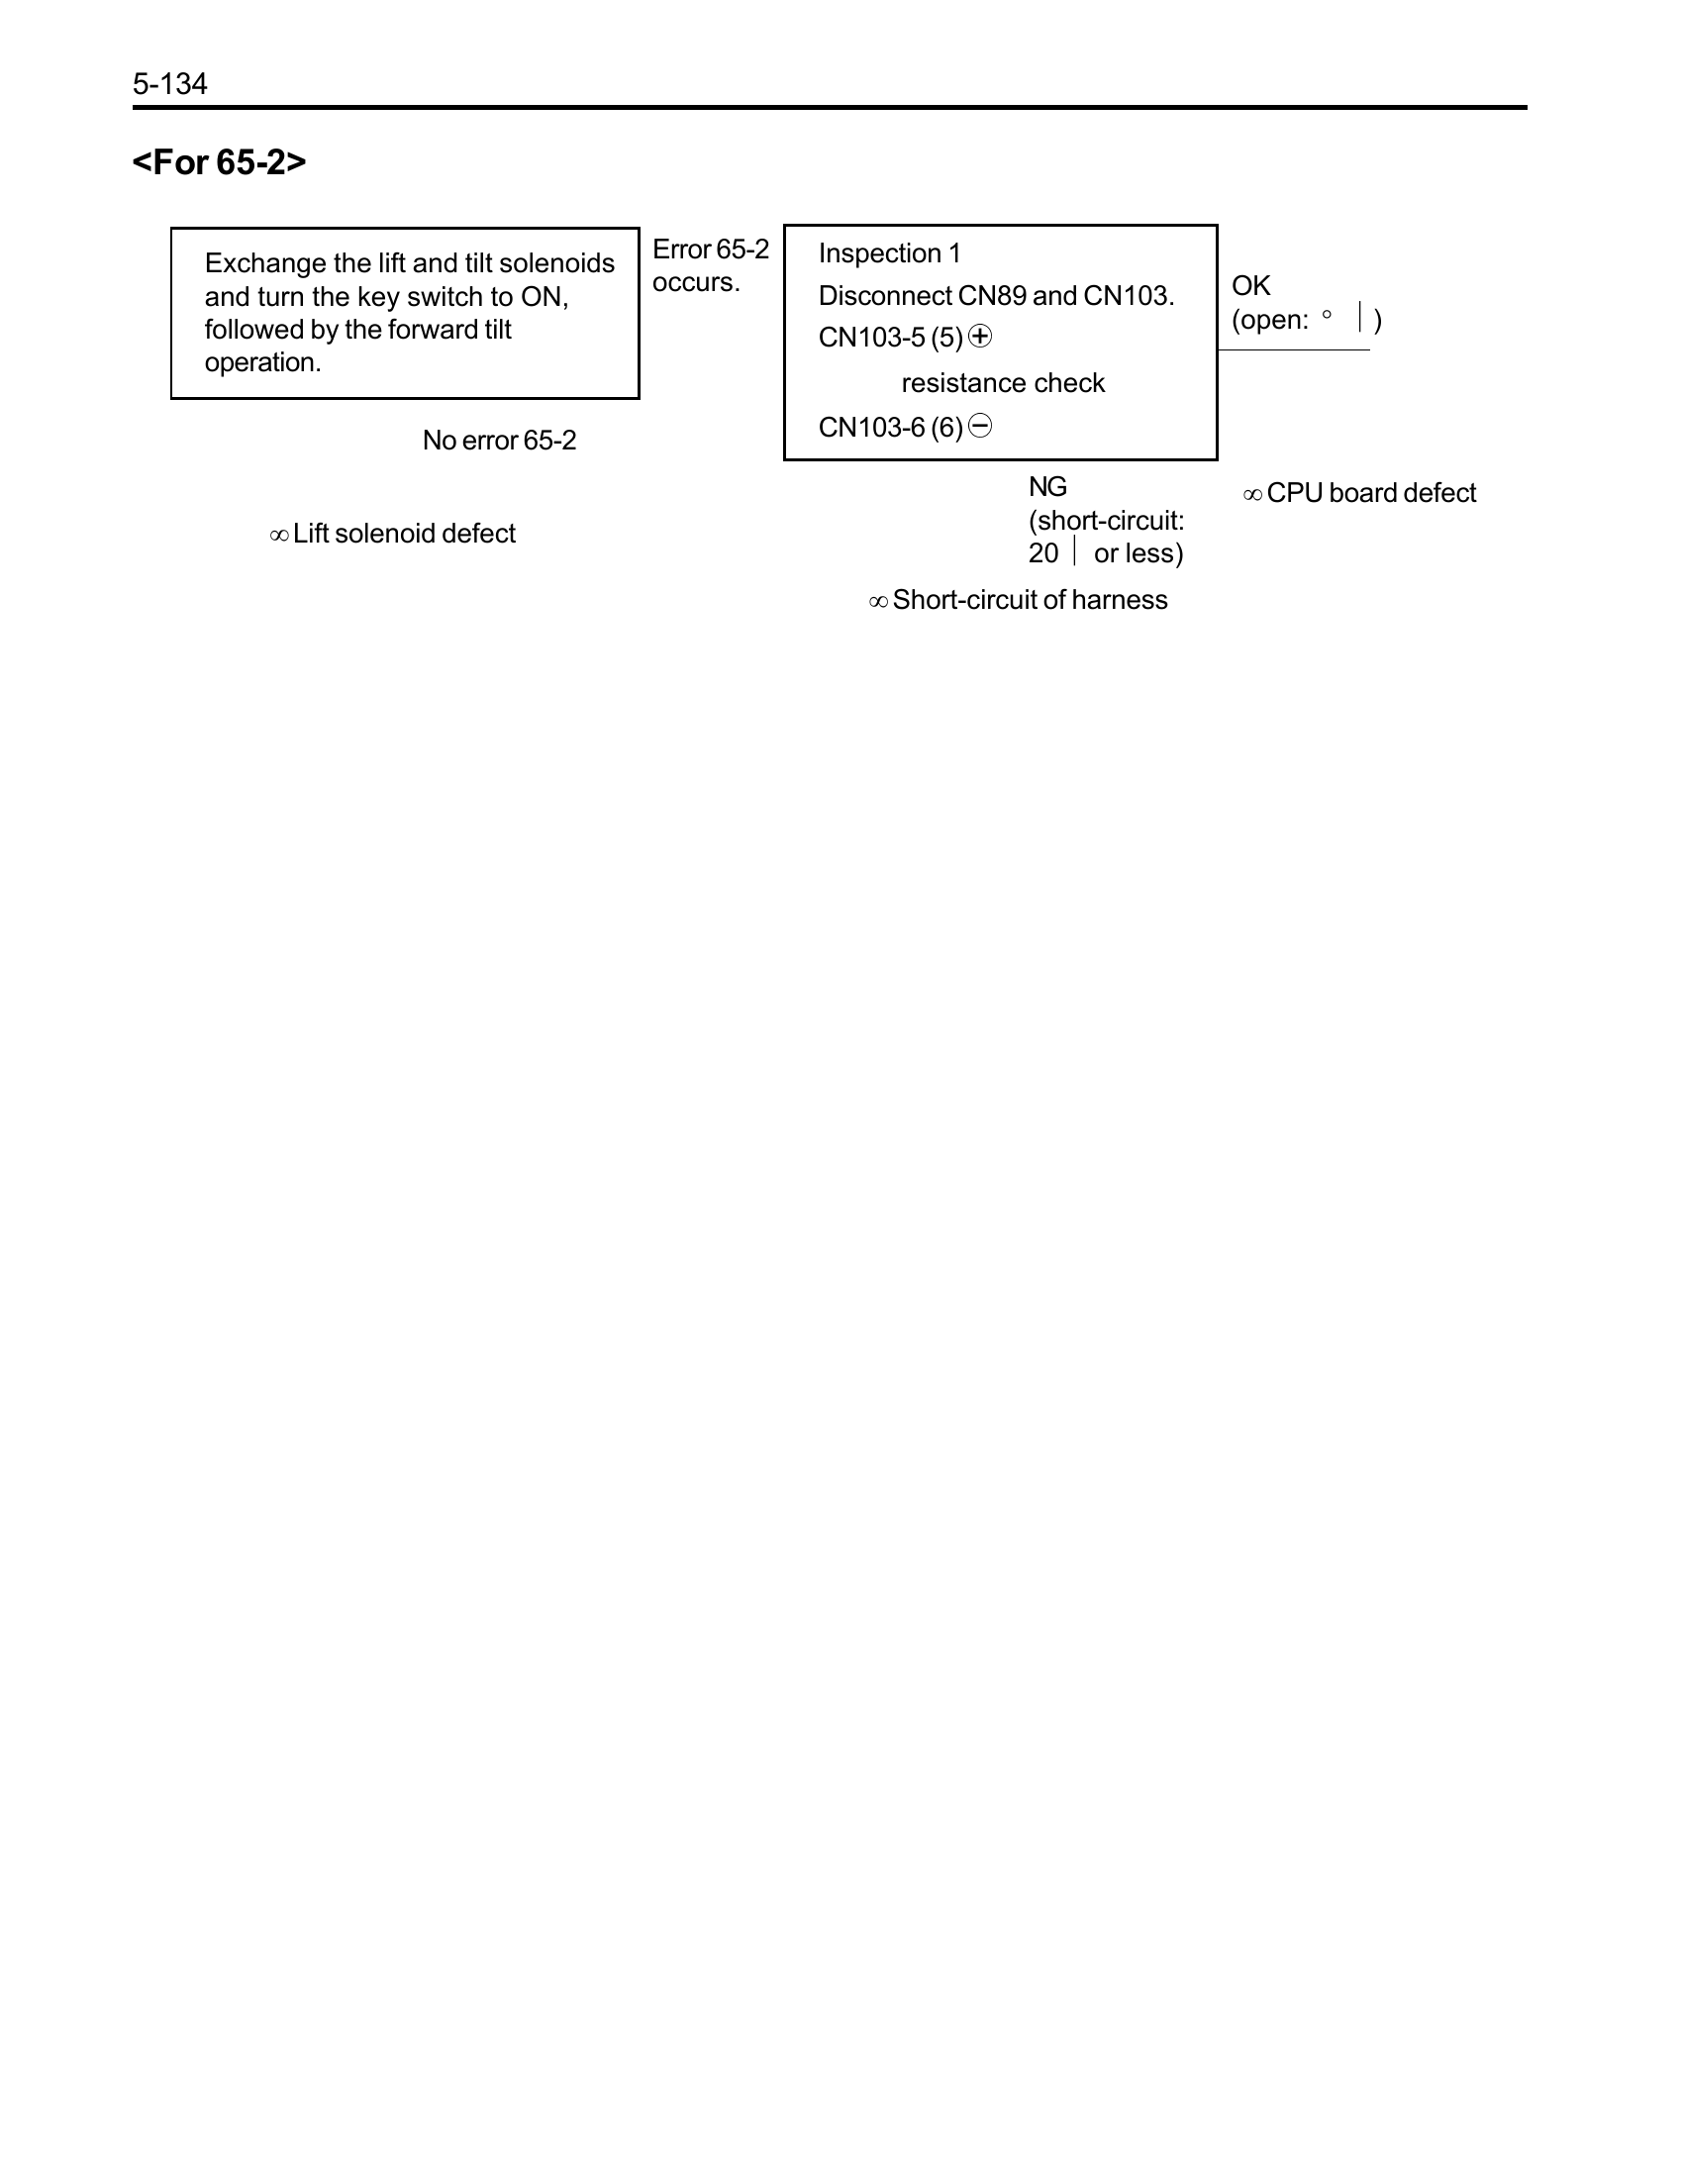 5-134
<For 65-2>
Exchange the lift and tilt solenoids
and turn the key switch to ON,
followed by the forward tilt
operation.
Error 65-2
occurs.
No error 65-2
∞ Lift solenoid defect
Inspection 1
Disconnect CN89 and CN103.
CN103-5 (5) ⊕
resistance check
CN103-6 (6) ⊖
OK
(open: ° | )
∞ CPU board defect
NG
(short-circuit:
20 | or less)
∞ Short-circuit of harness